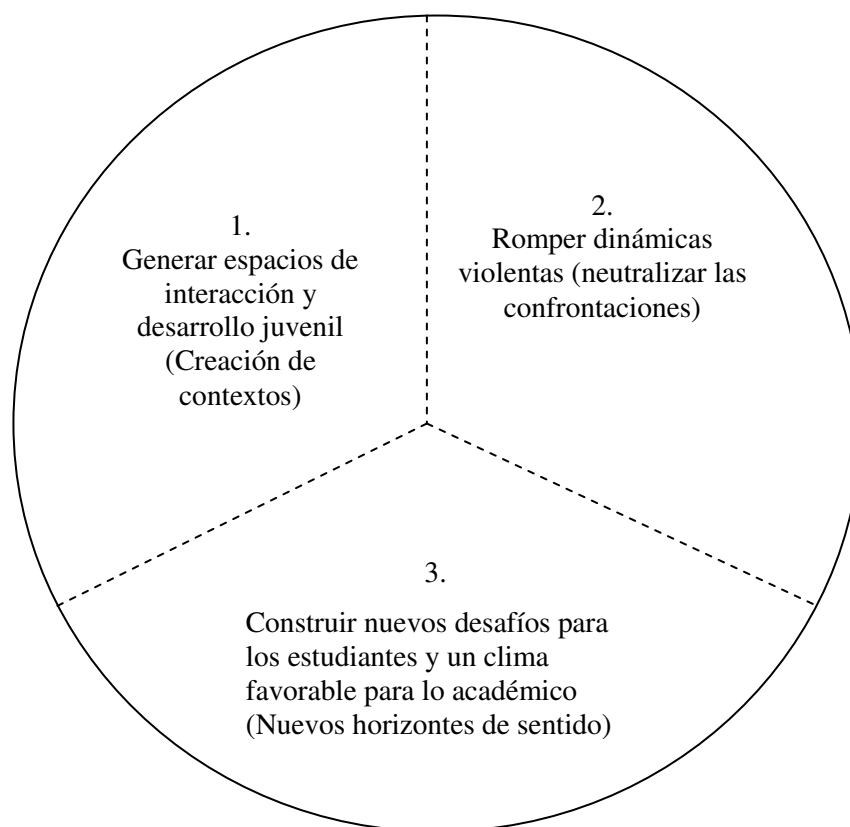 1.
Generar espacios de
interacción y
desarrollo juvenil
(Creación de
contextos)
2.
Romper dinámicas
violentas (neutralizar las
confrontaciones)
3.
Construir nuevos desafíos para
los estudiantes y un clima
favorable para lo académico
(Nuevos horizontes de sentido)